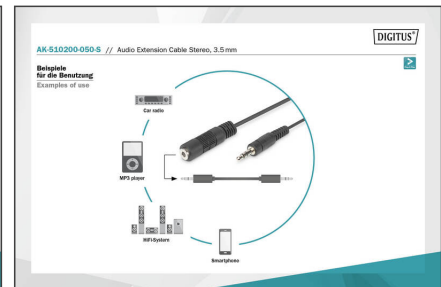 DIGITUS®
AK-510200-050-S // Audio Extension Cable Stereo, 3.5 mm
Beispiele
für die Benutzung
Examples of use
Car radio
MP3 player
HiFi-System
Smartphone